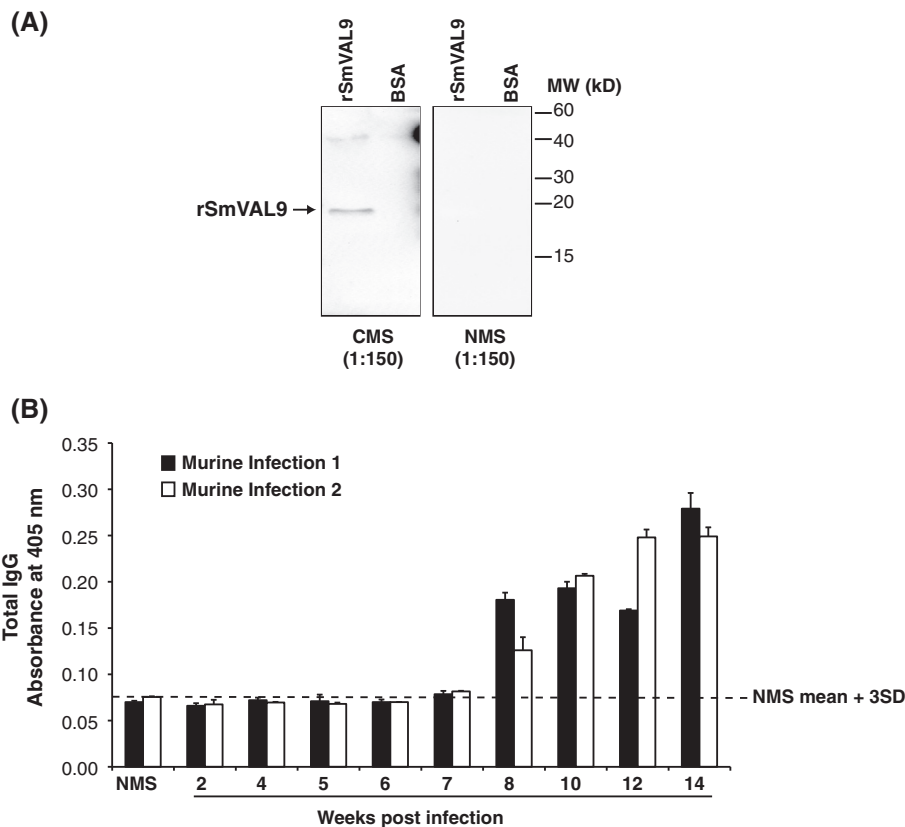 (A)
rSmVAL9
BSA
rSmVAL9
BSA
MW (kD)
60
40
30
20
15
rSmVAL9
CMS
(1:150)
NMS
(1:150)
(B)
0.35
0.30
0.25
0.20
0.15
0.10
0.05
0.00
Total IgG
Absorbance at 405 nm
Murine Infection 1
Murine Infection 2
NMS mean + 3SD
NMS 2 4 5 6 7 8 10 12 14
Weeks post infection